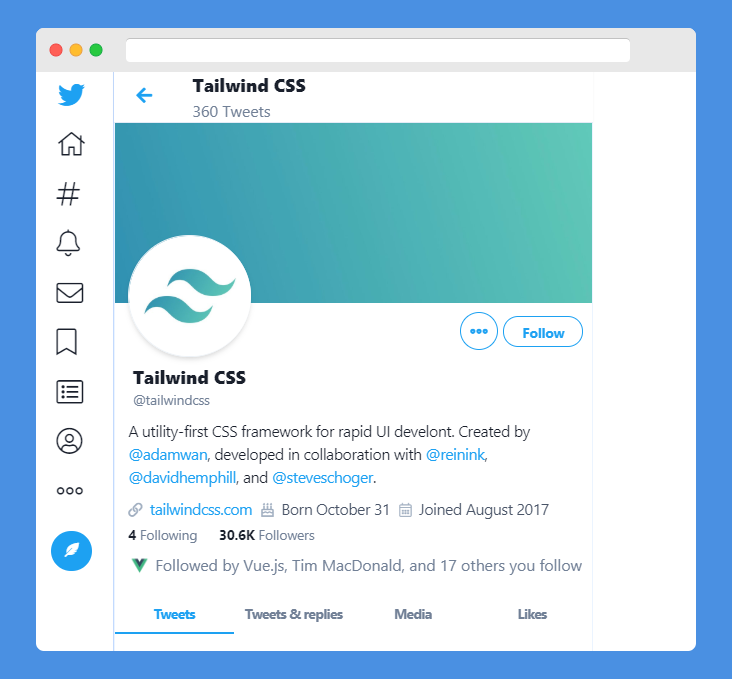 Tailwind CSS
360 Tweets
Follow
Tailwind CSS
@tailwindcss
A utility-first CSS framework for rapid UI develont. Created by
@adamwan, developed in collaboration with @reinink,
@davidhemphill, and @steveschoger.
tailwindcss.com Born October 31 Joined August 2017
4 Following 30.6K Followers
Followed by Vue.js, Tim MacDonald, and 17 others you follow
Tweets Tweets & replies Media Likes